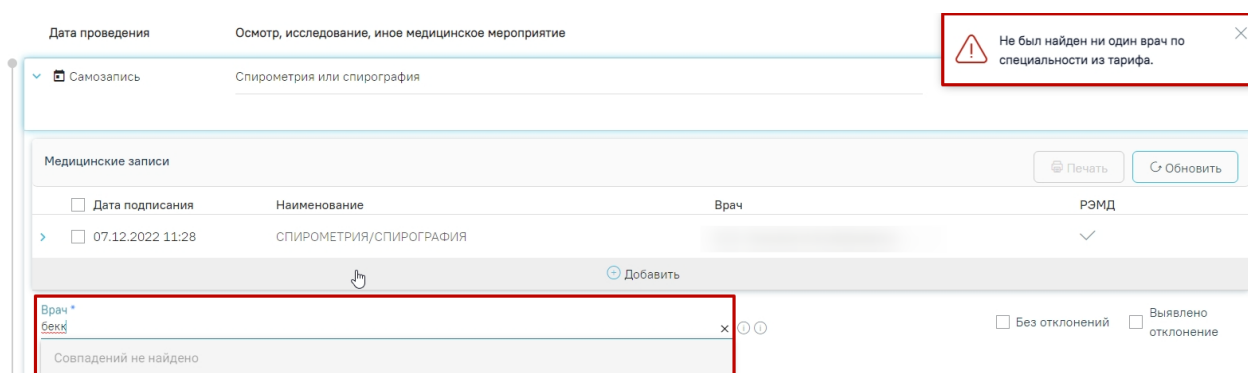 Дата проведения Осмотр, исследование, иное медицинское мероприятие
Не был найден ни один врач по
специальности из тарифа.
Самозапись Спирометрия или спирография
Медицинские записи Печать Обновить
Дата подписания Наименование Врач РЭМД
07.12.2022 11:28 СПИРОМЕТРИЯ/СПИРОГРАФИЯ
Добавить
Врач *
бекк
Без отклонений Выявлено
отклонение
Совпадений не найдено